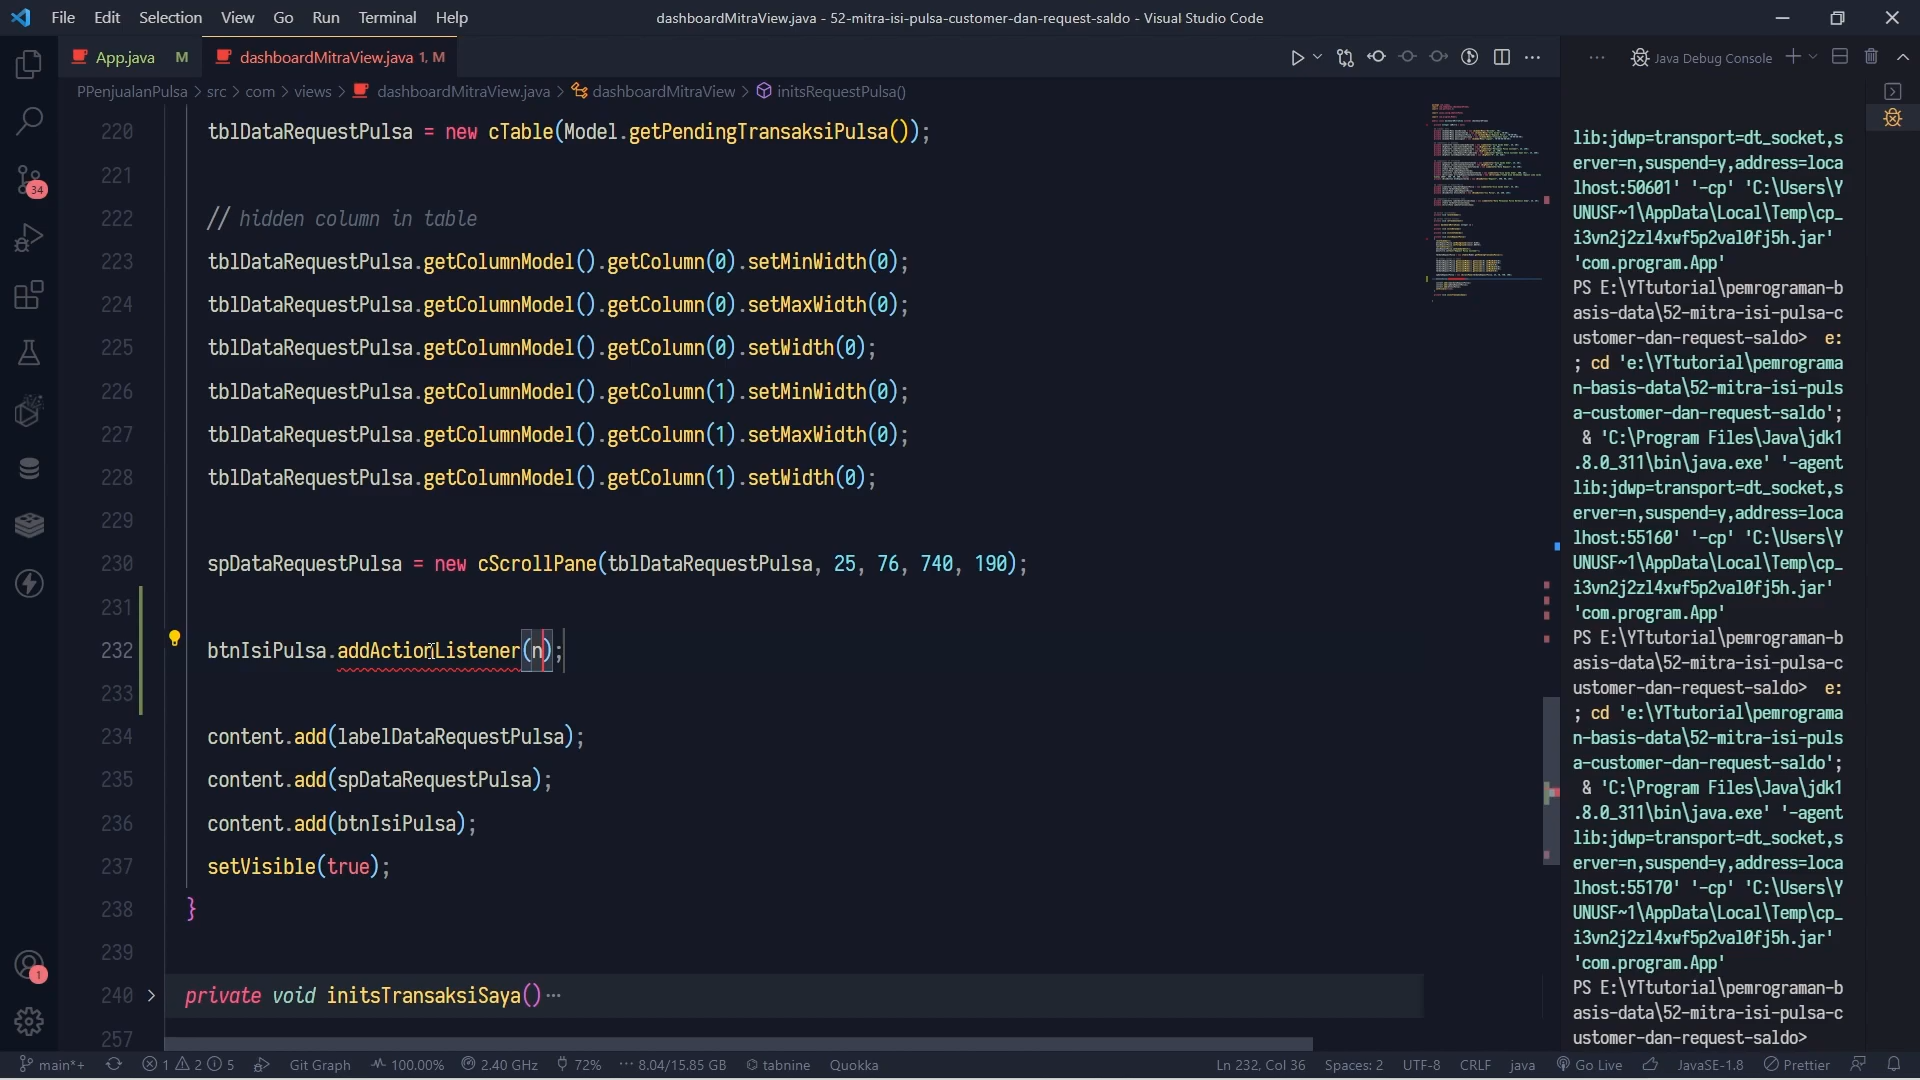 File Edit Selection View Go Run Terminal Help
dashboardMitraView.java - 52-mitra-isi-pulsa-customer-dan-request-saldo - Visual Studio Code
App.java M
dashboardMitraView.java 1, M
PPenjualanPulsa > src > com > views > dashboardMitraView.java > dashboardMitraView > initsRequestPulsa()
220 tblDataRequestPulsa = new cTable(Model.getPendingTransaksiPulsa());
221
222 // hidden column in table
223 tblDataRequestPulsa.getColumnModel().getColumn(0).setMinWidth(0);
224 tblDataRequestPulsa.getColumnModel().getColumn(0).setMaxWidth(0);
225 tblDataRequestPulsa.getColumnModel().getColumn(0).setWidth(0);
226 tblDataRequestPulsa.getColumnModel().getColumn(1).setMinWidth(0);
227 tblDataRequestPulsa.getColumnModel().getColumn(1).setMaxWidth(0);
228 tblDataRequestPulsa.getColumnModel().getColumn(1).setWidth(0);
229
230 spDataRequestPulsa = new cScrollPane(tblDataRequestPulsa, 25, 76, 740, 190);
231
232 btnIsiPulsa.addActionListener(n);
233
234 content.add(labelDataRequestPulsa);
235 content.add(spDataRequestPulsa);
236 content.add(btnIsiPulsa);
237 setVisible(true);
238 }
239
240 > private void initsTransaksiSaya() ···
257
34
1
Java Debug Console
lib:jdwp=transport=dt_socket,s
erver=n,suspend=y,address=loca
lhost:50601' '-cp' 'C:\Users\Y
UNUSF~1\AppData\Local\Temp\cp_
i3vn2j2zl4xwf5p2val0fj5h.jar'
'com.program.App'
PS E:\YTtutorial\pemrograman-b
asis-data\52-mitra-isi-pulsa-c
ustomer-dan-request-saldo> e:
; cd 'e:\YTtutorial\pemrograma
n-basis-data\52-mitra-isi-puls
a-customer-dan-request-saldo';
& 'C:\Program Files\Java\jdk1
.8.0_311\bin\java.exe' '-agent
lib:jdwp=transport=dt_socket,s
erver=n,suspend=y,address=loca
lhost:55160' '-cp' 'C:\Users\Y
UNUSF~1\AppData\Local\Temp\cp_
i3vn2j2zl4xwf5p2val0fj5h.jar'
'com.program.App'
PS E:\YTtutorial\pemrograman-b
asis-data\52-mitra-isi-pulsa-c
ustomer-dan-request-saldo> e:
; cd 'e:\YTtutorial\pemrograma
n-basis-data\52-mitra-isi-puls
a-customer-dan-request-saldo';
& 'C:\Program Files\Java\jdk1
.8.0_311\bin\java.exe' '-agent
lib:jdwp=transport=dt_socket,s
erver=n,suspend=y,address=loca
lhost:55170' '-cp' 'C:\Users\Y
UNUSF~1\AppData\Local\Temp\cp_
i3vn2j2zl4xwf5p2val0fj5h.jar'
'com.program.App'
PS E:\YTtutorial\pemrograman-b
asis-data\52-mitra-isi-pulsa-c
ustomer-dan-request-saldo>
main*+ 1 2 5 Git Graph 100.00% 2.40 GHz 72% 8.04/15.85 GB tabnine Quokka Ln 232, Col 36 Spaces: 2 UTF-8 CRLF java Go Live JavaSE-1.8 Prettier